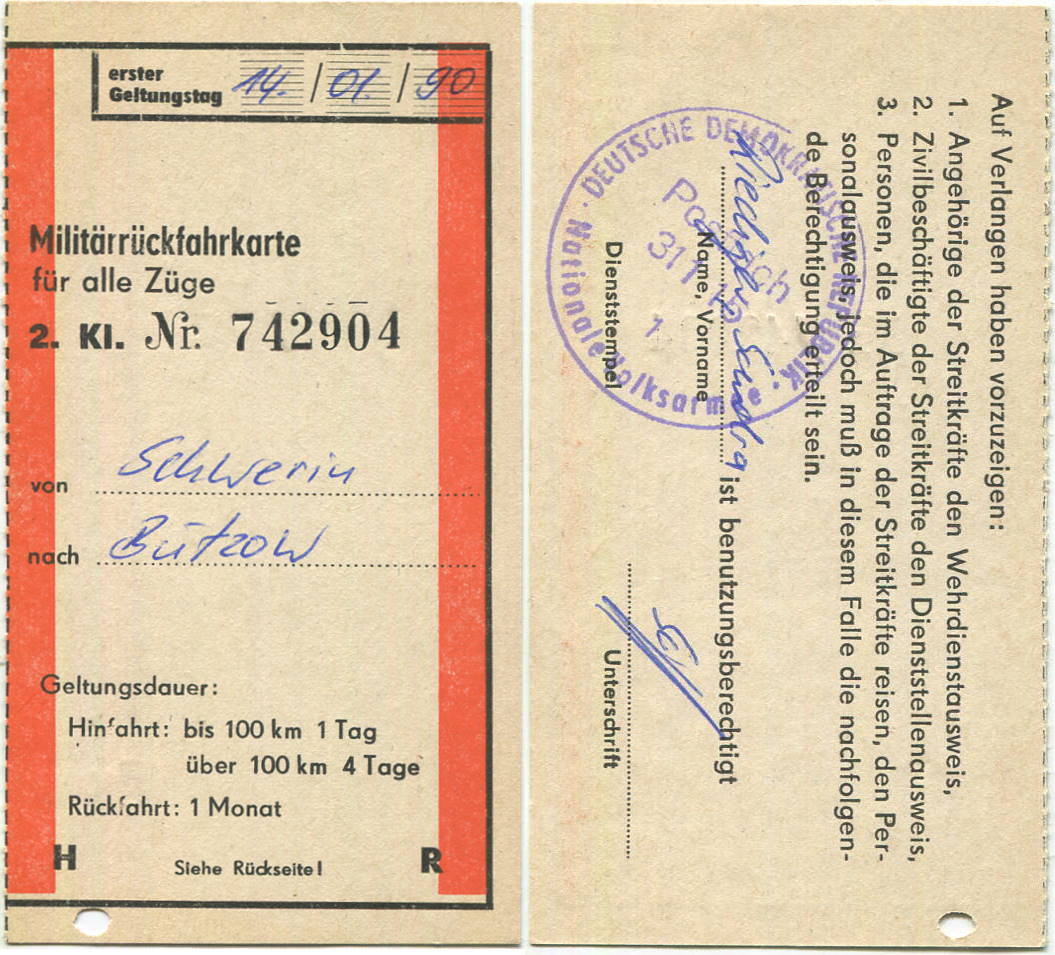 erster
Geltungstag 14. / 01. / 90
Militärrückfahrkarte
für alle Züge
2. Kl. Nr. 742904
von Schwerin
nach Bützow
Geltungsdauer:
Hinfahrt: bis 100 km 1 Tag
über 100 km 4 Tage
Rückfahrt: 1 Monat
H Siehe Rückseite! R
Auf Verlangen haben vorzuzeigen:
1. Angehörige der Streitkräfte den Wehrdienstausweis,
2. Zivilbeschäftigte der Streitkräfte den Dienststellenausweis,
3. Personen, die im Auftrage der Streitkräfte reisen, den Per-
sonalausweis, jedoch muß in diesem Falle die nachfolgen-
de Berechtigung erteilt sein.
ist benutzungsberechtigt
Name, Vorname
Dienststempel Unterschrift
DEUTSCHE DEMOKRATISCHE REPUBLIK
Nationale Volksarmee
Postfach